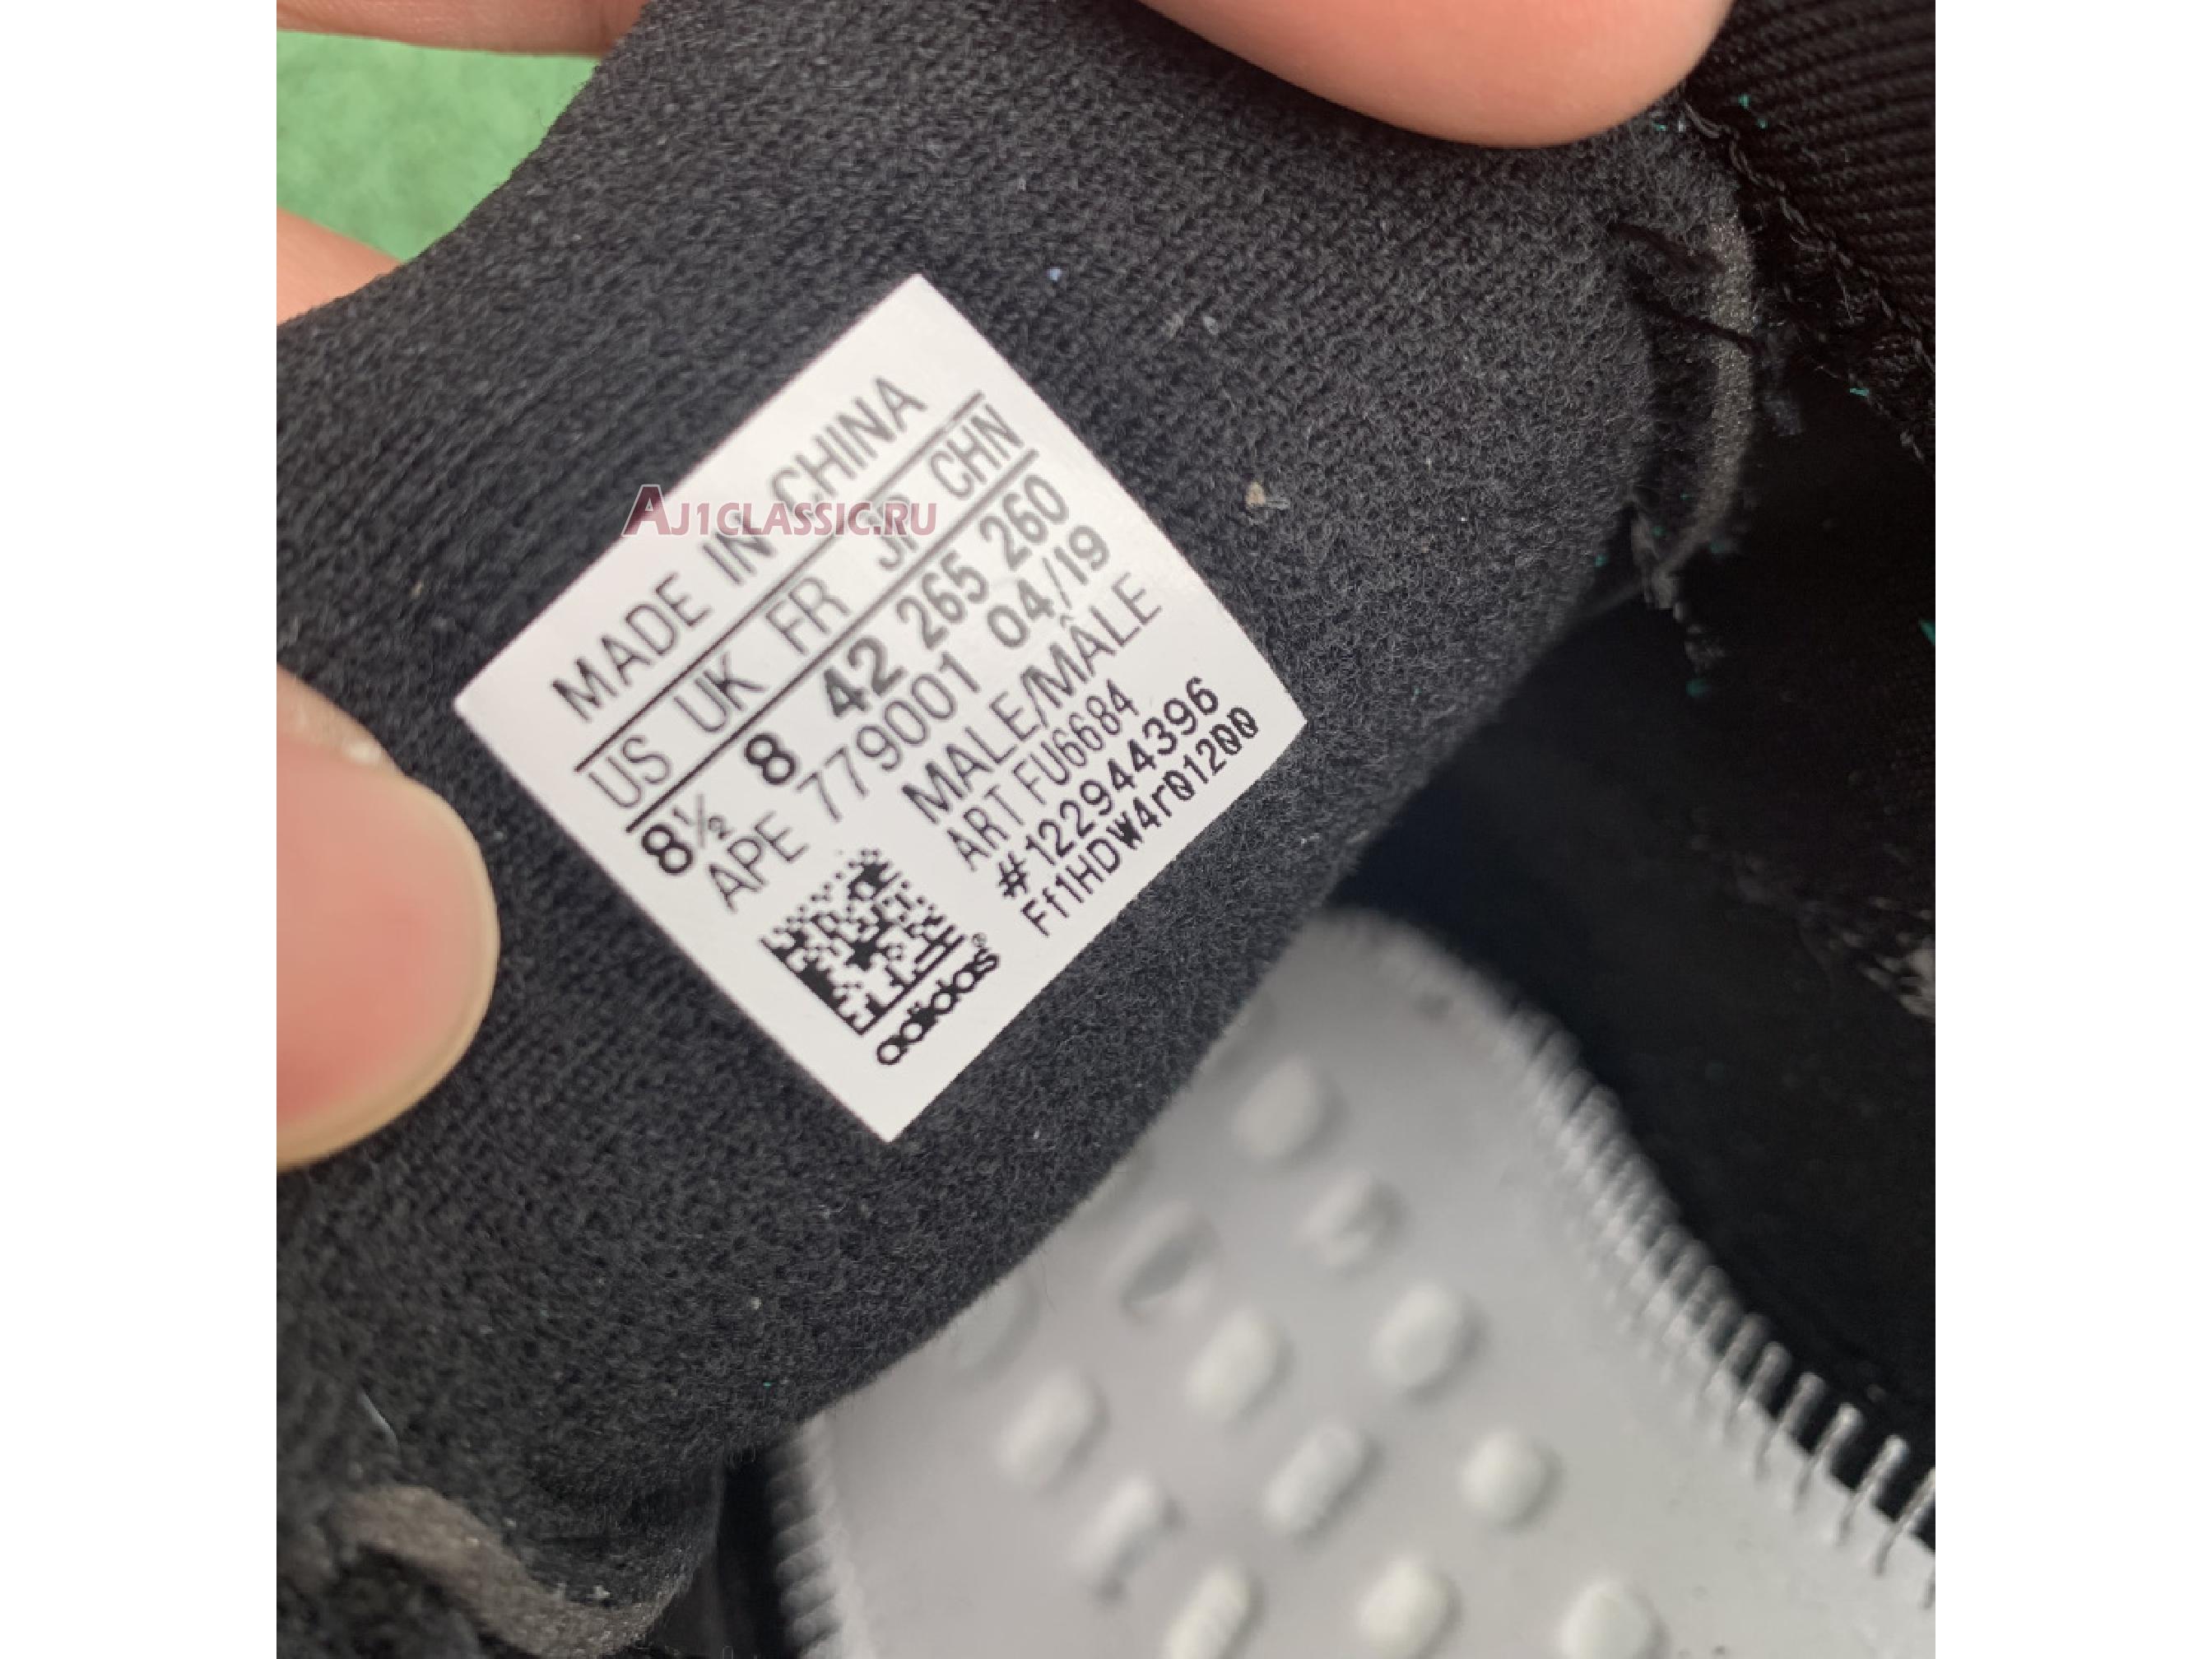 MADE IN CHINA
US UK FR JP CHN
8½ 8 42 265 260
APE 779001 04/19
MALE/MÂLE
ART FU6684
#122944396
Ff1HDW4r01200
adidas®
AJ1CLASSIC.RU